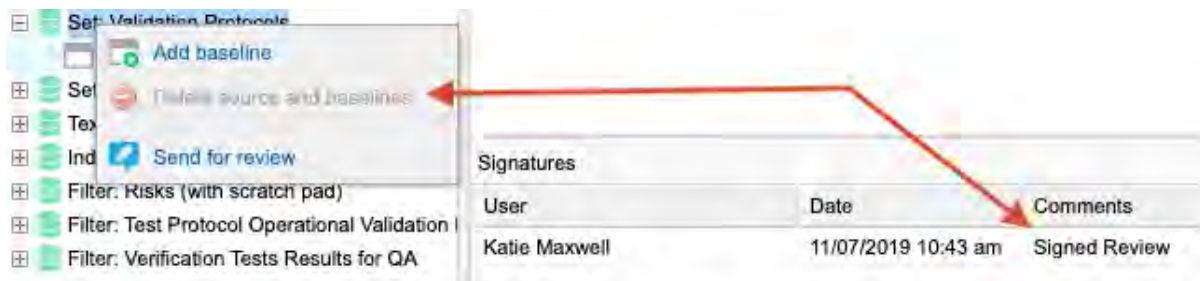 Set: Validation Protocols
Add baseline
Set
Delete source and baselines
Tex
Ind
Send for review
Filter: Risks (with scratch pad)
Filter: Test Protocol Operational Validation
Filter: Verification Tests Results for QA
Signatures
User Date Comments
Katie Maxwell 11/07/2019 10:43 am Signed Review